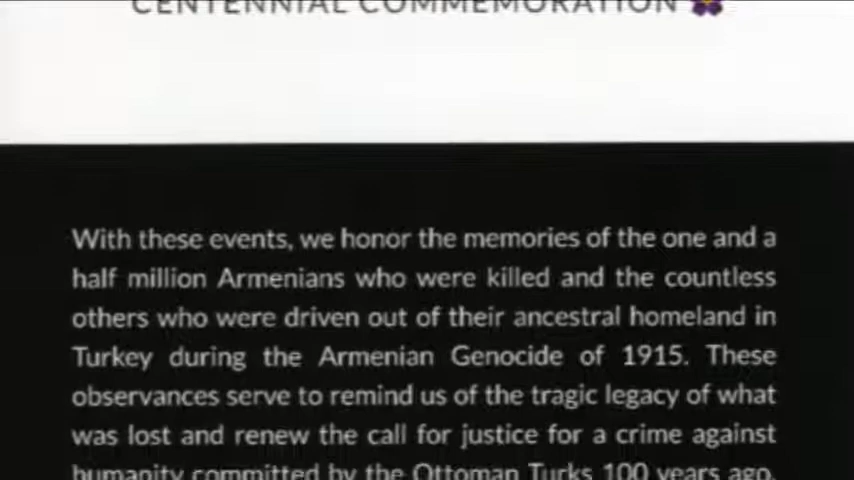 CENTENNIAL COMMEMORATION
With these events, we honor the memories of the one and a
half million Armenians who were killed and the countless
others who were driven out of their ancestral homeland in
Turkey during the Armenian Genocide of 1915. These
observances serve to remind us of the tragic legacy of what
was lost and renew the call for justice for a crime against
humanity committed by the Ottoman Turks 100 years ago.